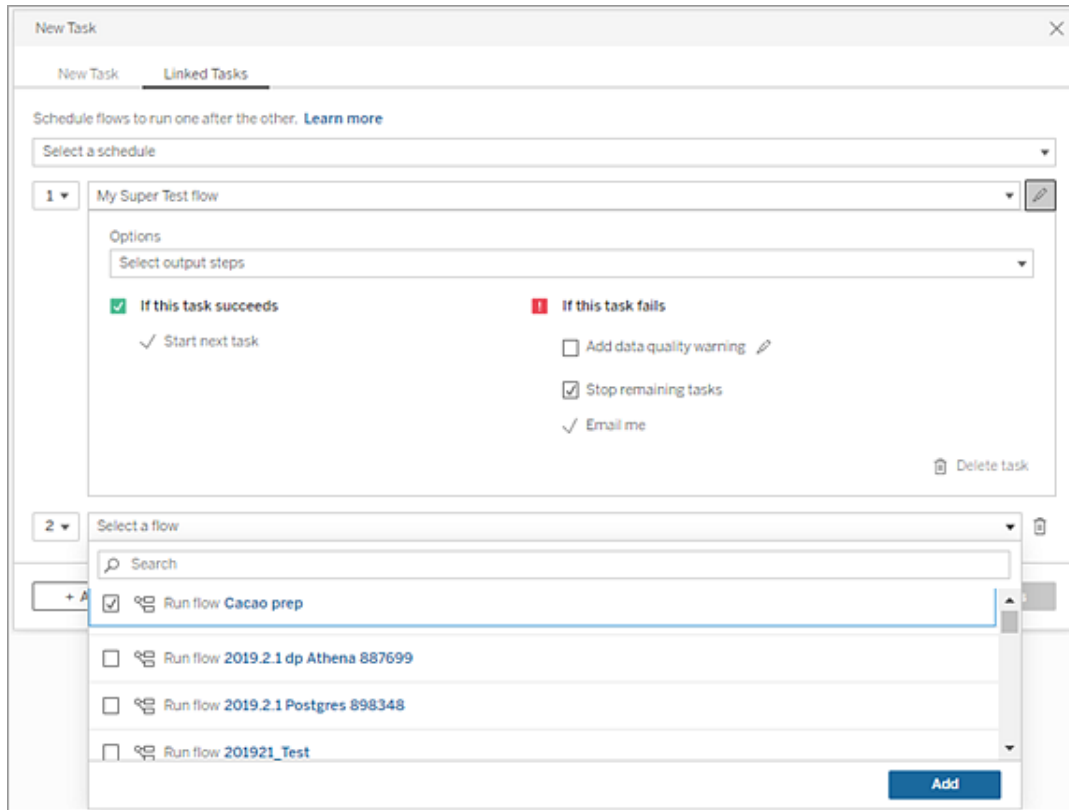 New Task
New Task Linked Tasks
Schedule flows to run one after the other. Learn more
Select a schedule
1 My Super Test flow
Options
Select output steps
If this task succeeds If this task fails
Start next task
Add data quality warning
Stop remaining tasks
Email me
Delete task
2 Select a flow
Search
+ A
Run flow Cacao prep
Run flow 2019.2.1 dp Athena 887699
Run flow 2019.2.1 Postgres 898348
Run flow 201921_Test
Add